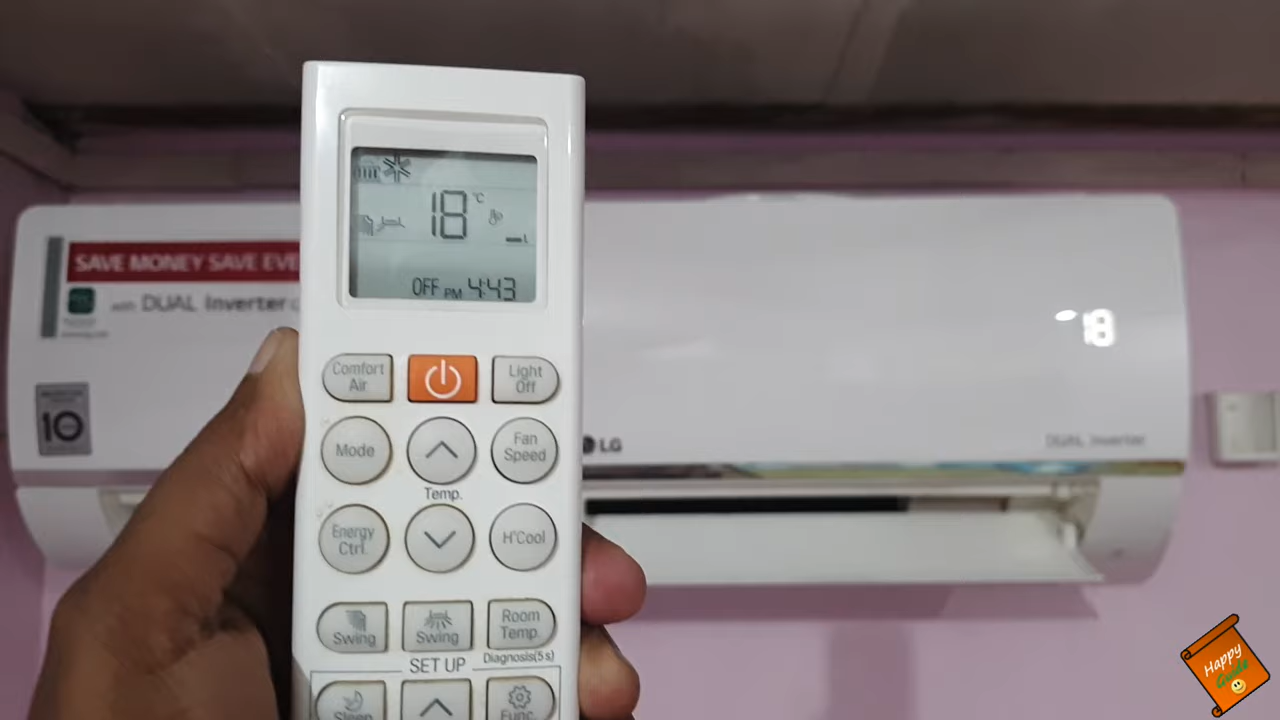 18 °C
OFF PM 4:43
Comfort Air
Light Off
Mode
Fan Speed
Temp.
Energy Ctrl.
H'Cool
Swing
Swing
Room Temp.
Diagnosis(5s)
SET UP
Sleep
Func.
SAVE MONEY SAVE EVE
with DUAL Inverter
10
18
LG
DUAL Inverter
Happy
Guide